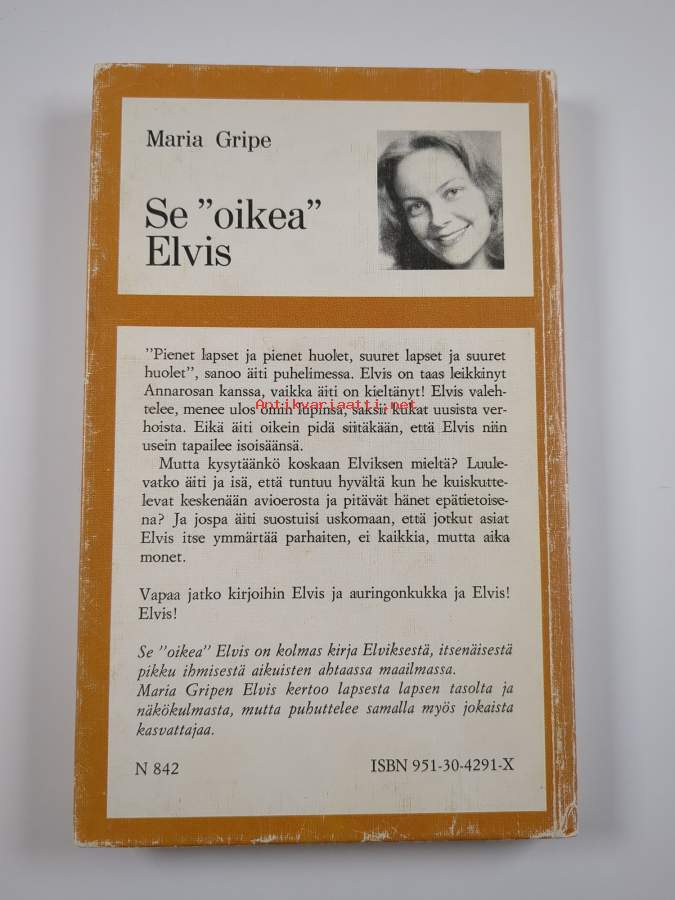 Maria Gripe
Se ”oikea”
Elvis
”Pienet lapset ja pienet huolet, suuret lapset ja suuret
huolet”, sanoo äiti puhelimessa. Elvis on taas leikkinyt
Annarosan kanssa, vaikka äiti on kieltänyt! Elvis valeh-
telee, menee ulos omin lupinsa, saksii kukat uusista ver-
hoista. Eikä äiti oikein pidä siitäkään, että Elvis niin
usein tapailee isoisäänsä.
Antikvariaatti.net
Mutta kysytäänkö koskaan Elviksen mieltä? Luule-
vatko äiti ja isä, että tuntuu hyvältä kun he kuiskutte-
levat keskenään avioerosta ja pitävät hänet epätietoise-
na? Ja jospa äiti suostuisi uskomaan, että jotkut asiat
Elvis itse ymmärtää parhaiten, ei kaikkia, mutta aika
monet.
Vapaa jatko kirjoihin Elvis ja auringonkukka ja Elvis!
Elvis!
Se ”oikea” Elvis on kolmas kirja Elviksestä, itsenäisestä
pikku ihmisestä aikuisten ahtaassa maailmassa.
Maria Gripen Elvis kertoo lapsesta lapsen tasolta ja
näkökulmasta, mutta puhuttelee samalla myös jokaista
kasvattajaa.
N 842
ISBN 951-30-4291-X